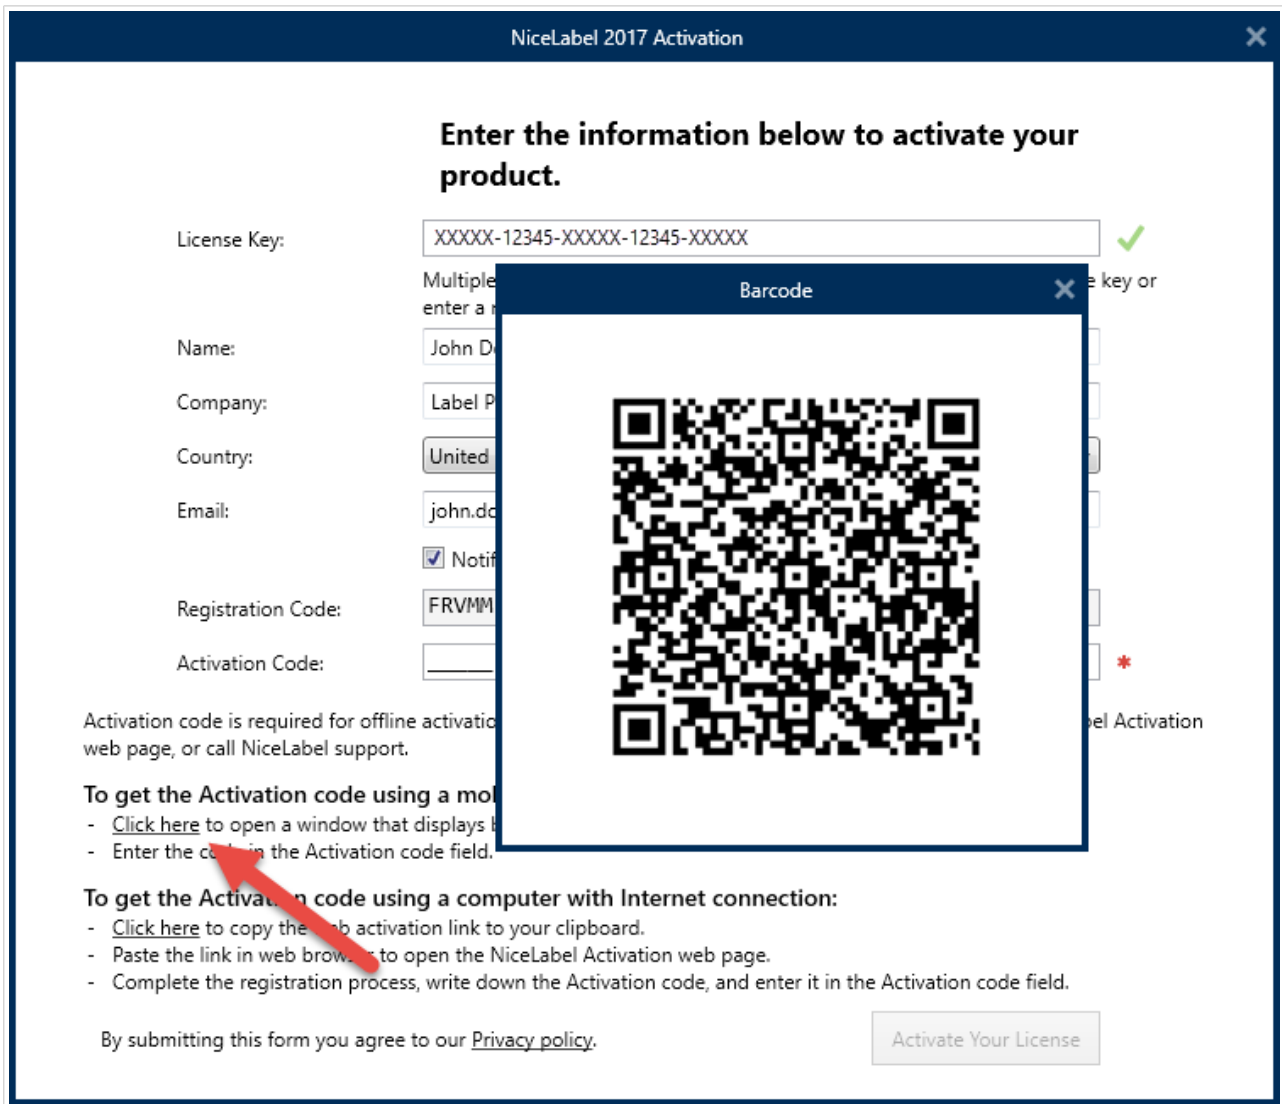 NiceLabel 2017 Activation
Enter the information below to activate your
product.
License Key:
XXXXX-12345-XXXXX-12345-XXXXX
Multiple
e key or
enter a
Barcode
Name:
John
Company:
Label P
Country:
United
Email:
john.do
Notif
Registration Code:
FRVMM
Activation Code:
*
Activation code is required for offline activatio
el Activation
web page, or call NiceLabel support.
To get the Activation code using a mo
- Click here to open a window that displays
- Enter the code in the Activation code field.
To get the Activation code using a computer with Internet connection:
- Click here to copy the web activation link to your clipboard.
- Paste the link in web browser to open the NiceLabel Activation web page.
- Complete the registration process, write down the Activation code, and enter it in the Activation code field.
By submitting this form you agree to our Privacy policy.
Activate Your License